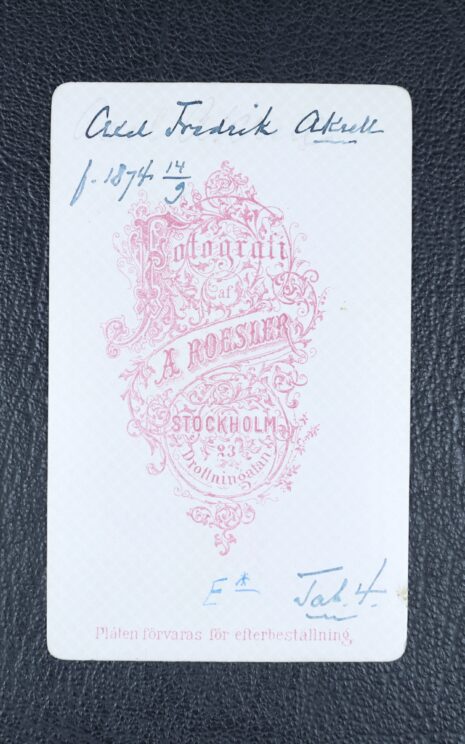 Axel Fredrik Akrell
f. 1874 14/9
Fotografi
af
A ROESLER
STOCKHOLM
23
Drottninggatan
E*
Tab. 4.
Plåten förvaras för efterbeställning.